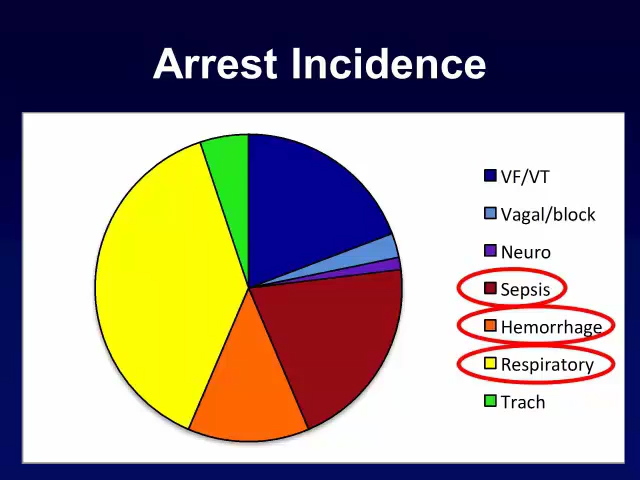 Arrest Incidence
VF/VT
Vagal/block
Neuro
Sepsis
Hemorrhage
Respiratory
Trach